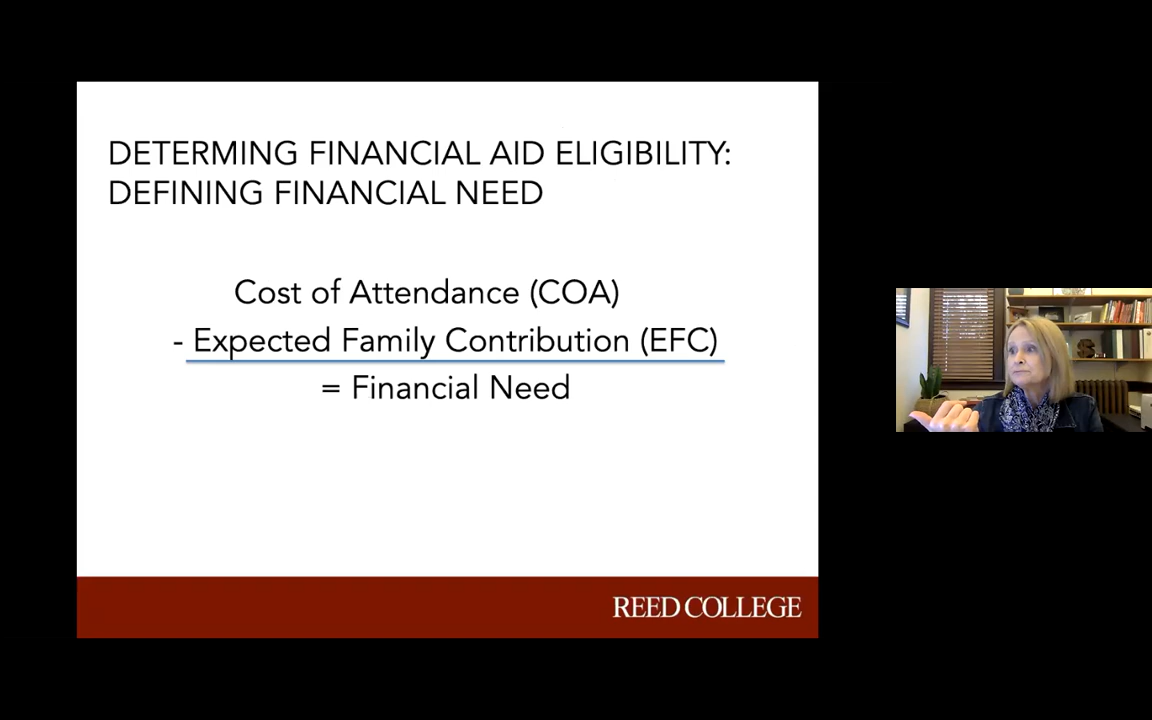 DETERMING FINANCIAL AID ELIGIBILITY:
DEFINING FINANCIAL NEED
Cost of Attendance (COA)
- Expected Family Contribution (EFC)
= Financial Need
REED COLLEGE